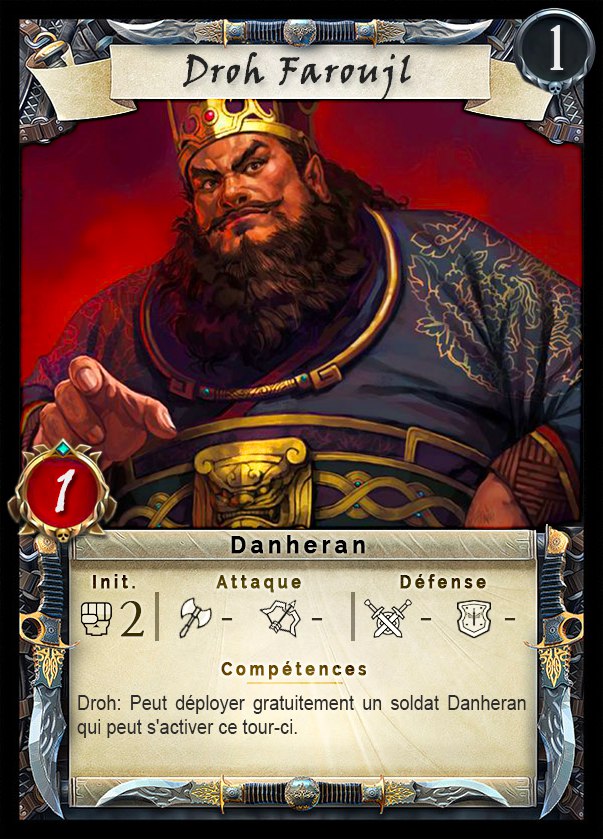 Droh Faroujl
1
1
Danheran
Init. Attaque Défense
2 - - - -
Compétences
Droh: Peut déployer gratuitement un soldat Danheran
qui peut s'activer ce tour-ci.